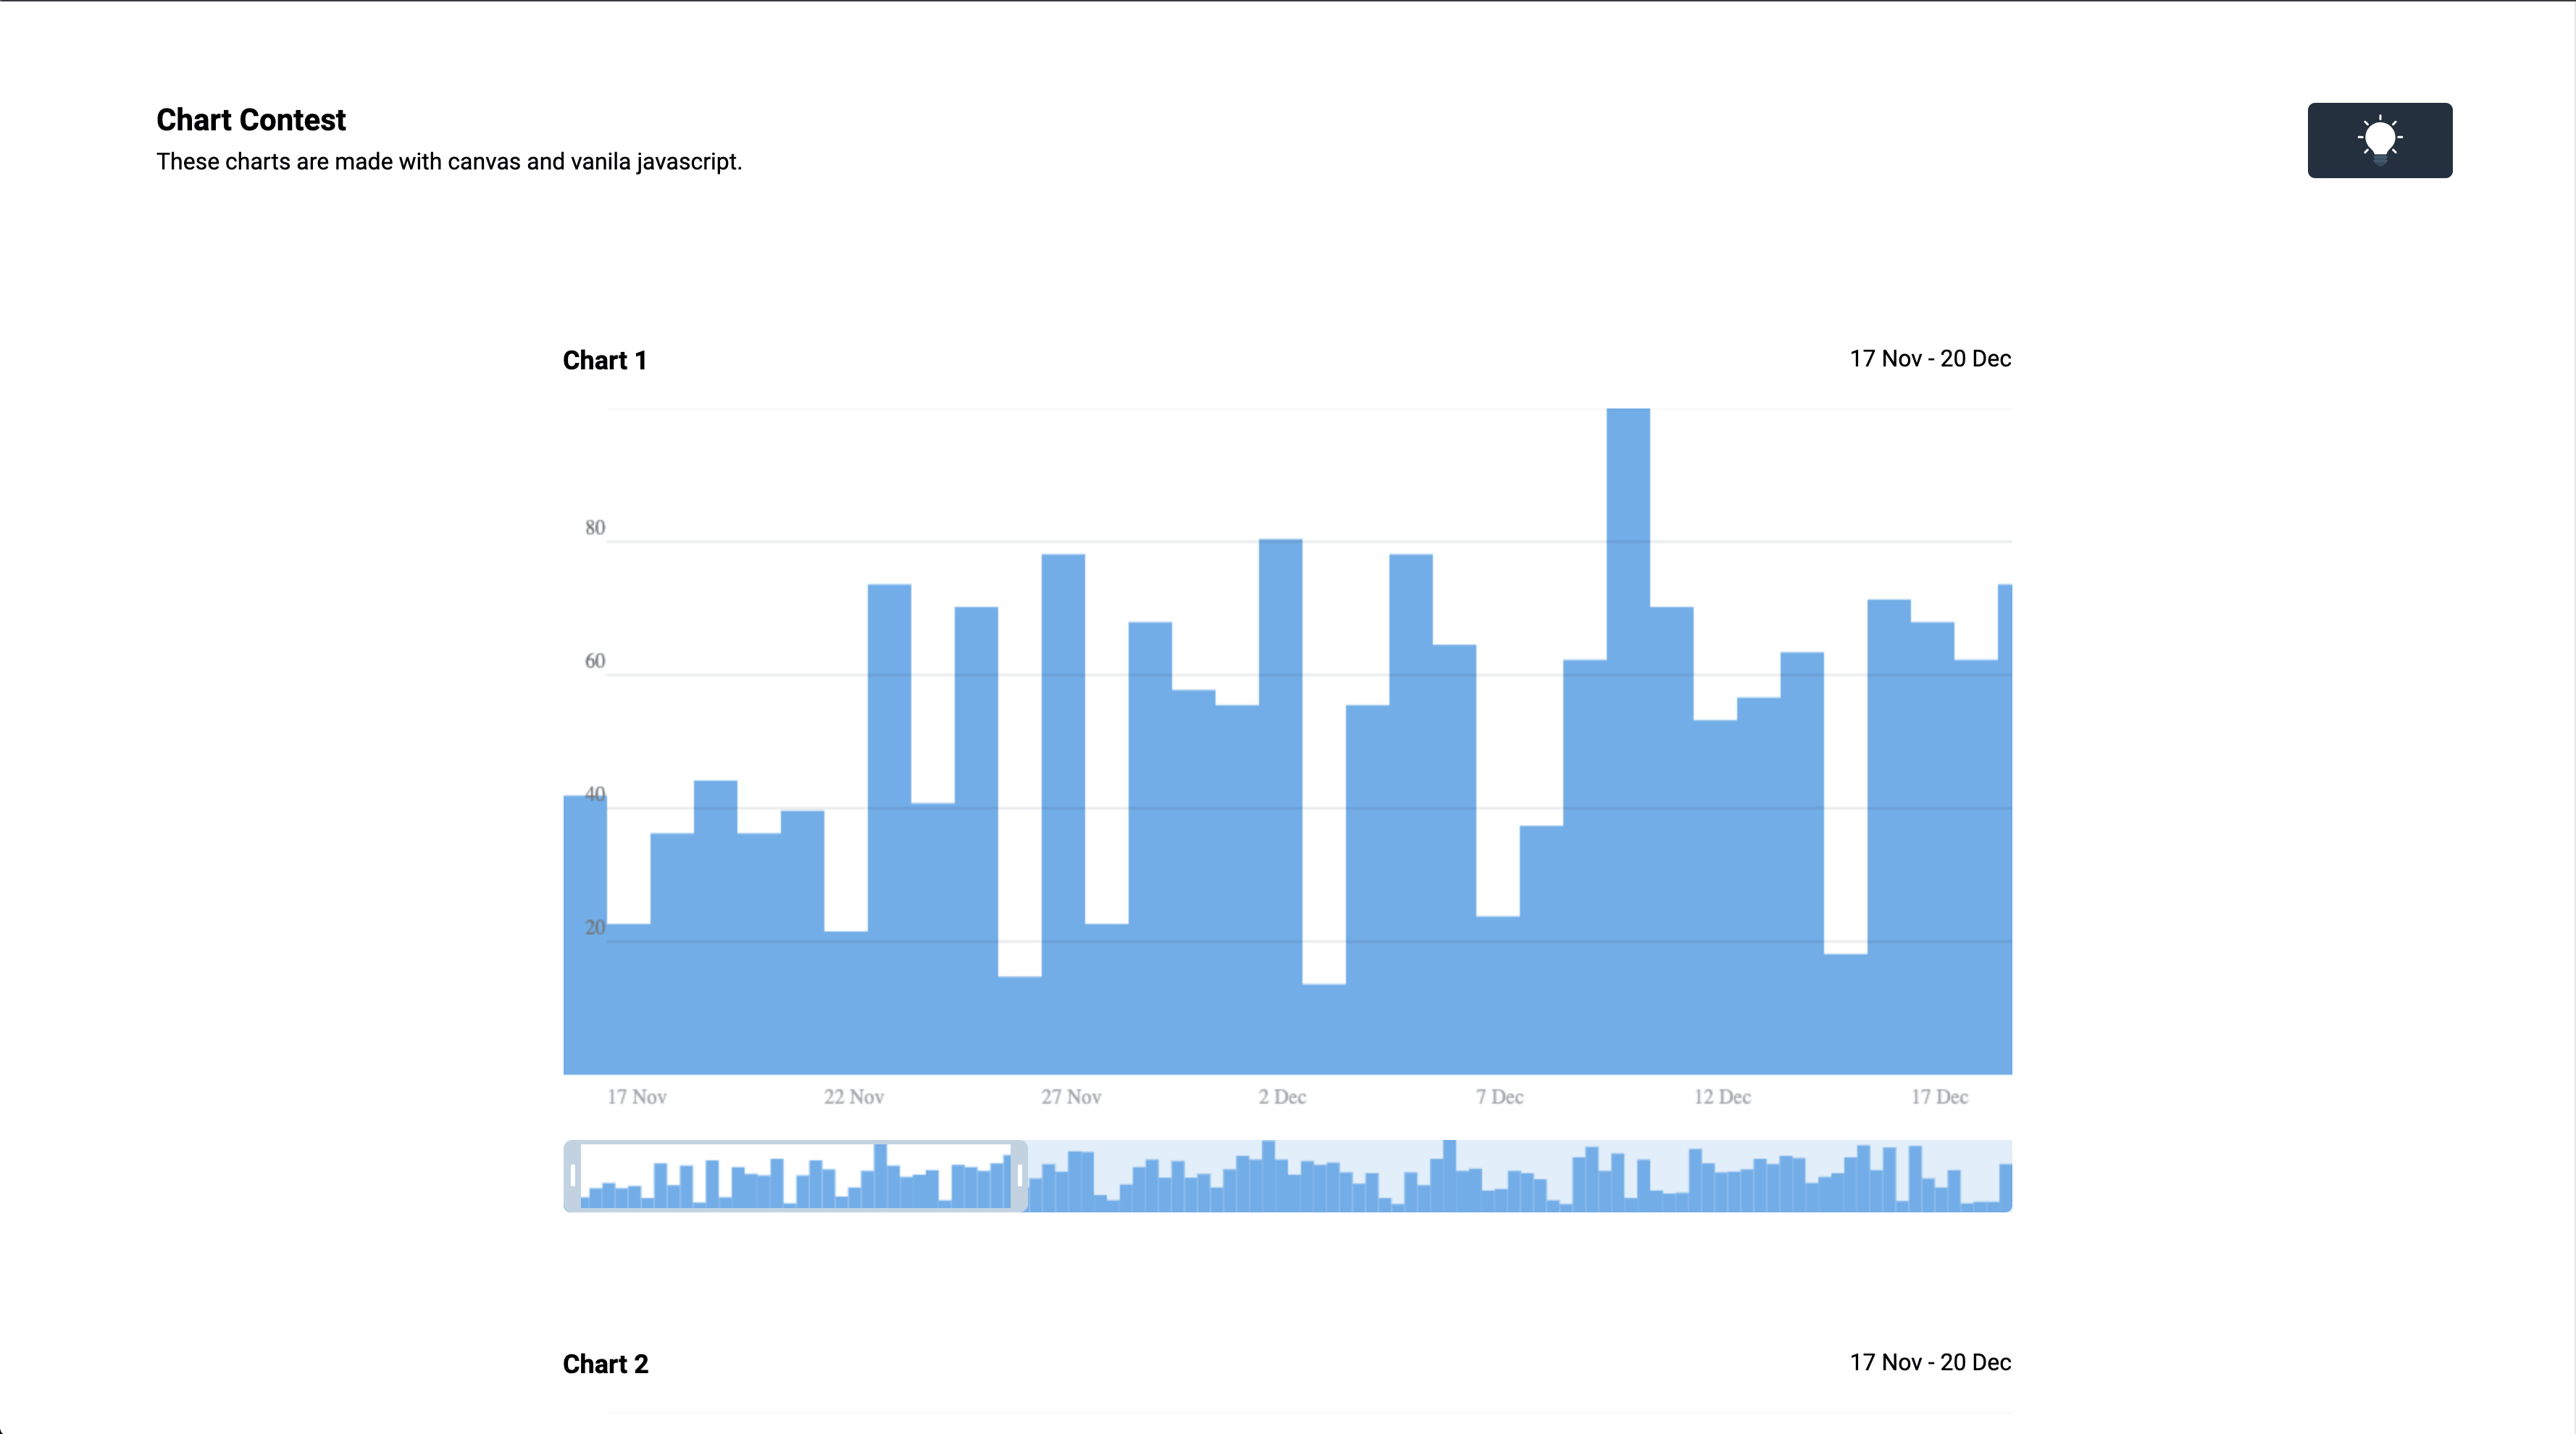 Chart Contest
These charts are made with canvas and vanila javascript.
Chart 1
17 Nov - 20 Dec
80
60
40
20
17 Nov
22 Nov
27 Nov
2 Dec
7 Dec
12 Dec
17 Dec
Chart 2
17 Nov - 20 Dec